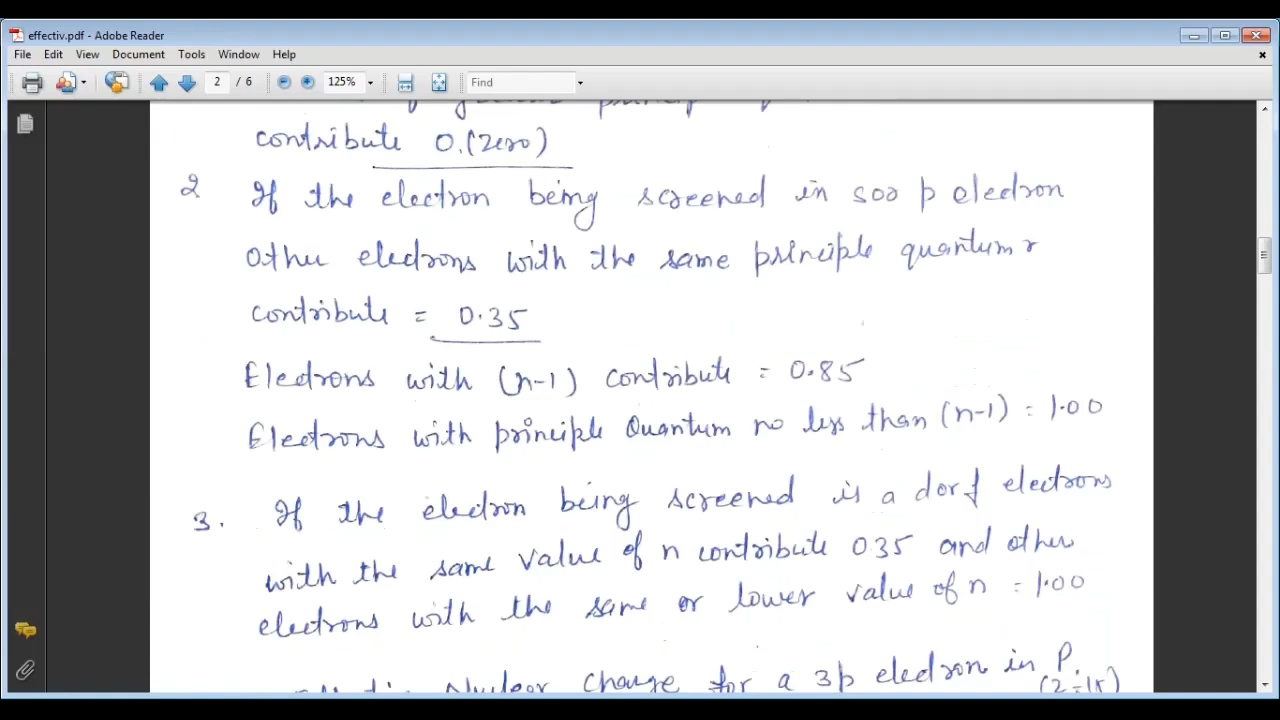 effectiv.pdf - Adobe Reader
File Edit View Document Tools Window Help
2 / 6 125% Find
contribute 0.(Zero)
2 If the electron being screened in s or p electron
Other electrons with the same principle quantum
contribute = 0.35
Electrons with (n-1) contribute = 0.85
Electrons with principle Quantum no less than (n-1) = 1.00
3. If the electron being screened is a d or f electrons
with the same value of n contribute 0.35 and other
electrons with the same or lower value of n = 1.00
Nuclear change for a 3p electron in P.